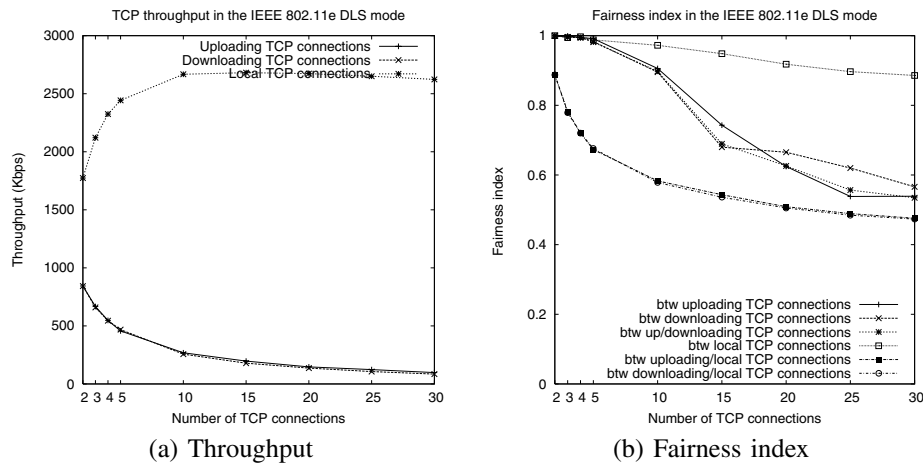 TCP throughput in the IEEE 802.11e DLS mode
3000
2500
2000
1500
1000
500
0
Throughput (Kbps)
Uploading TCP connections
Downloading TCP connections
Local TCP connections
2 3 4 5 10 15 20 25 30
Number of TCP connections
(a) Throughput
Fairness index in the IEEE 802.11e DLS mode
1
0.8
0.6
0.4
0.2
0
Fairness index
btw uploading TCP connections
btw downloading TCP connections
btw up/downloading TCP connections
btw local TCP connections
btw uploading/local TCP connections
btw downloading/local TCP connections
2 3 4 5 10 15 20 25 30
Number of TCP connections
(b) Fairness index